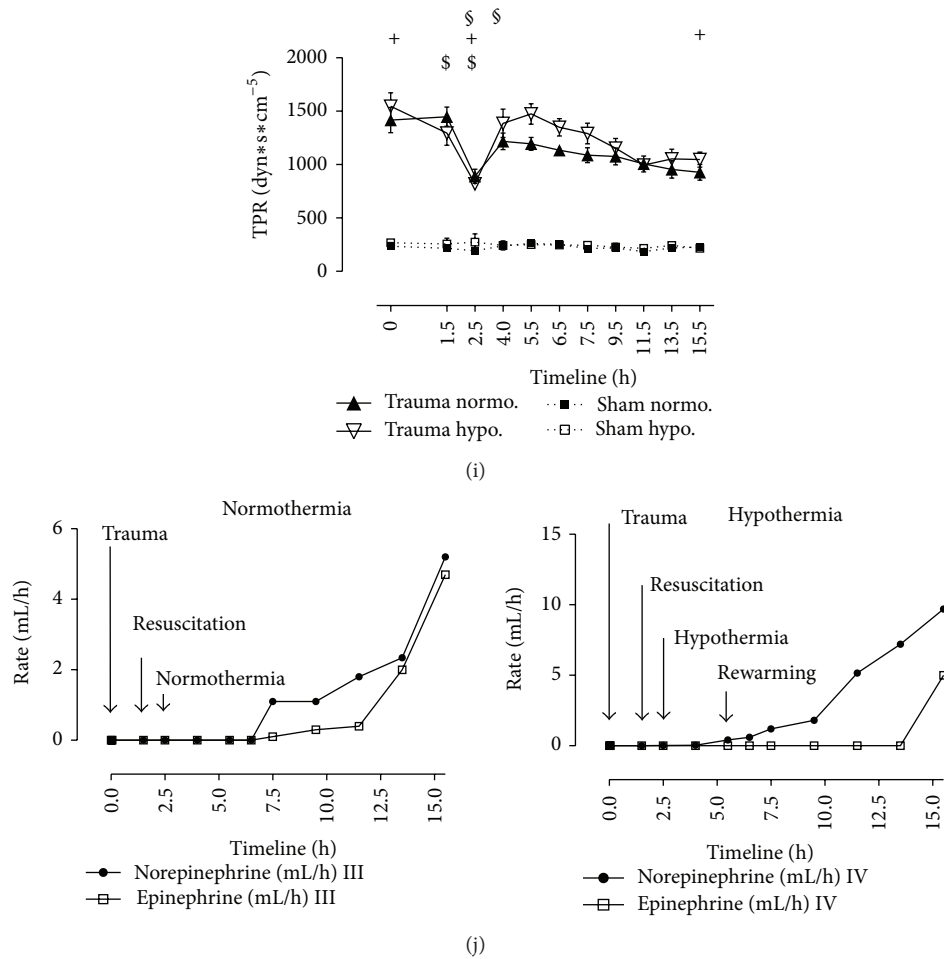 § §
+ + +
$ $
2000
1500
1000
500
0
TPR (dyn∗s∗cm−5)
0 1.5 2.5 4.0 5.5 6.5 7.5 9.5 11.5 13.5 15.5
Timeline (h)
Trauma normo. Sham normo.
Trauma hypo. Sham hypo.
(i)
Normothermia
Trauma
Resuscitation
Normothermia
6
4
2
0
Rate (mL/h)
0.0 2.5 5.0 7.5 10.0 12.5 15.0
Timeline (h)
Norepinephrine (mL/h) III
Epinephrine (mL/h) III
Hypothermia
Trauma
Resuscitation
Hypothermia
Rewarming
15
10
5
0
Rate (mL/h)
0.0 2.5 5.0 7.5 10.0 12.5 15.0
Timeline (h)
Norepinephrine (mL/h) IV
Epinephrine (mL/h) IV
(j)